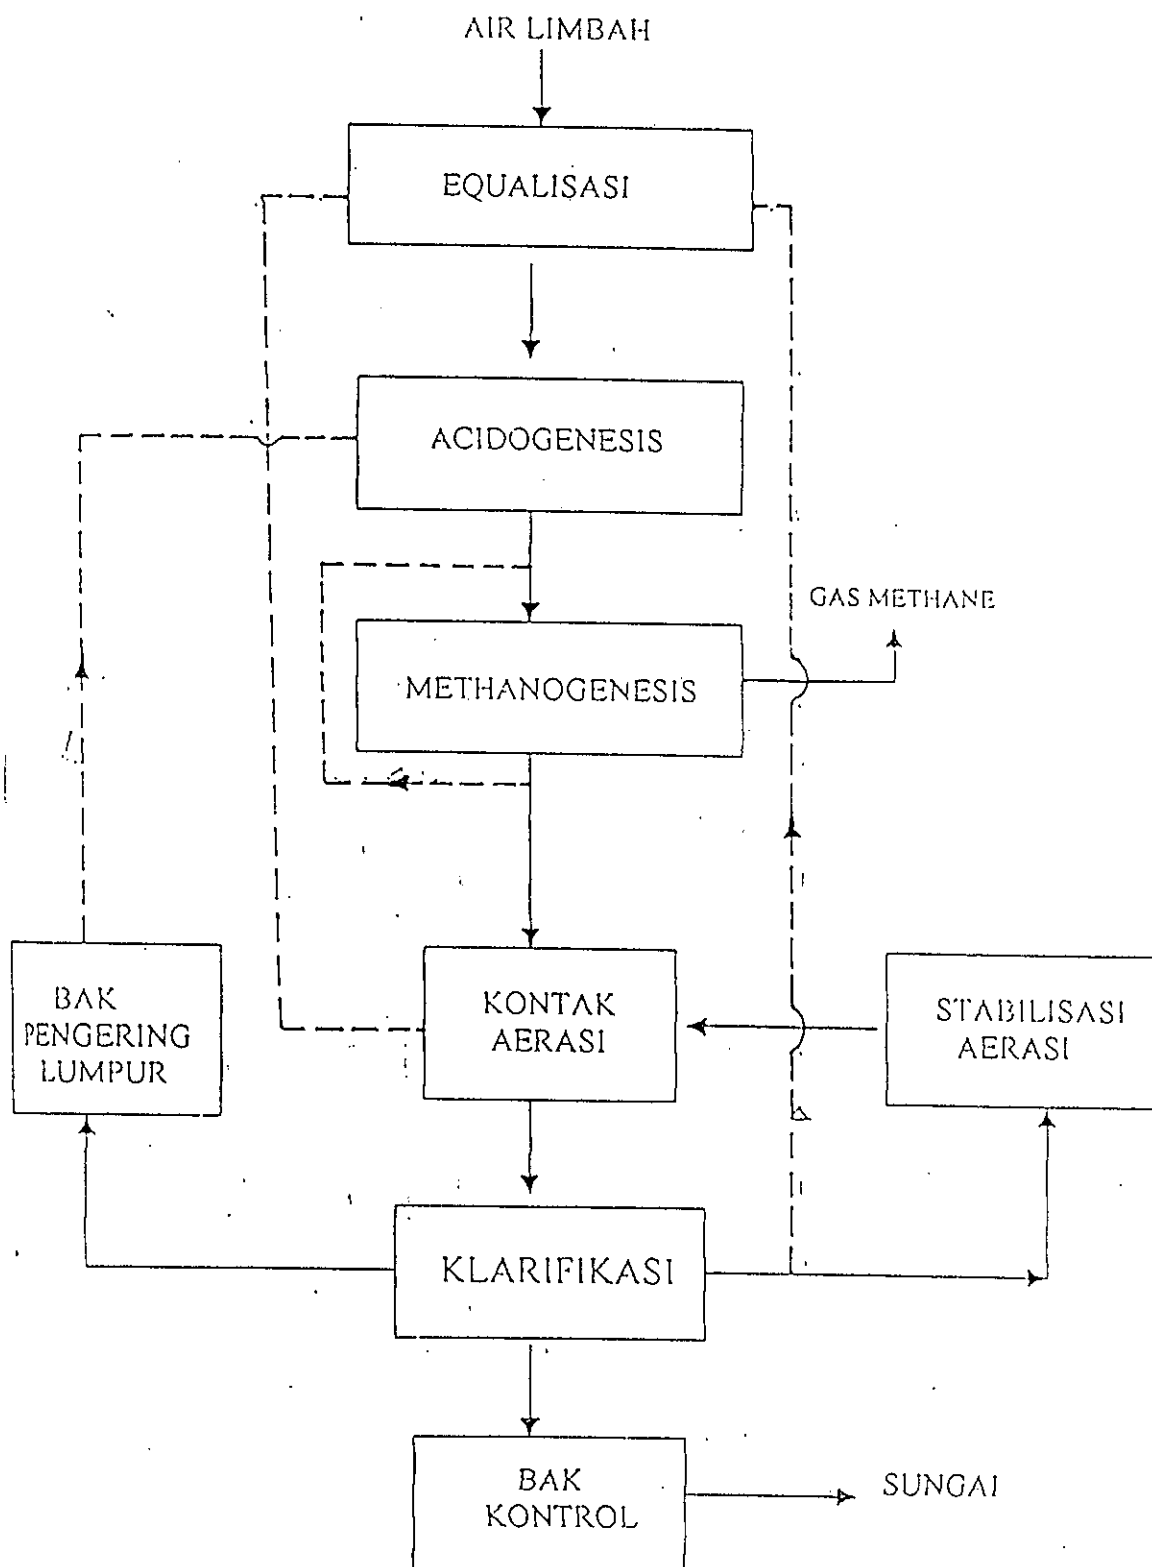 AIR LIMBAH
EQUALISASI
ACIDOGENESIS
GAS METHANE
METHANOGENESIS
BAK
PENGERING
LUMPUR
KONTAK
AERASI
STABILISASI
AERASI
KLARIFIKASI
BAK
KONTROL
SUNGAI